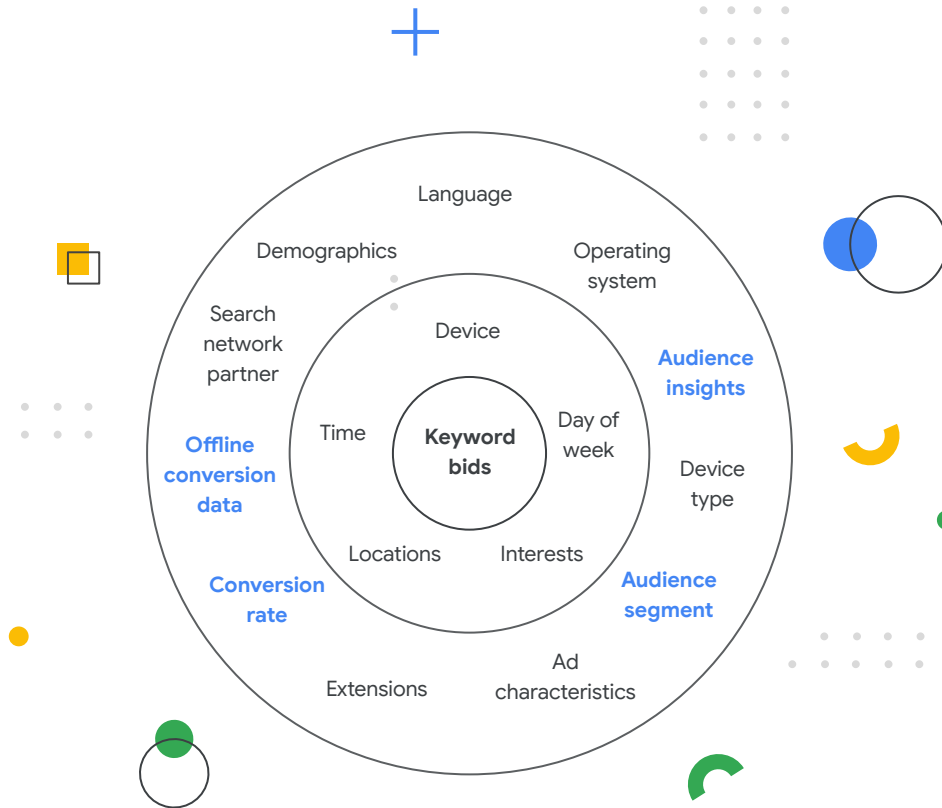 Language
Demographics
Operating
system
Search
network
partner
Device
Audience
insights
Time
Keyword
bids
Day of
week
Offline
conversion
data
Device
type
Locations
Interests
Conversion
rate
Audience
segment
Extensions
Ad
characteristics